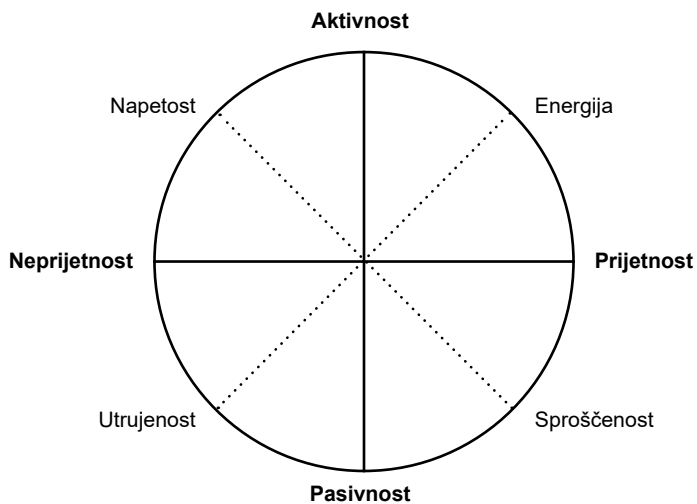 Aktivnost
Napetost
Energija
Neprijetnost
Prijetnost
Utrujenost
Sproščenost
Pasivnost